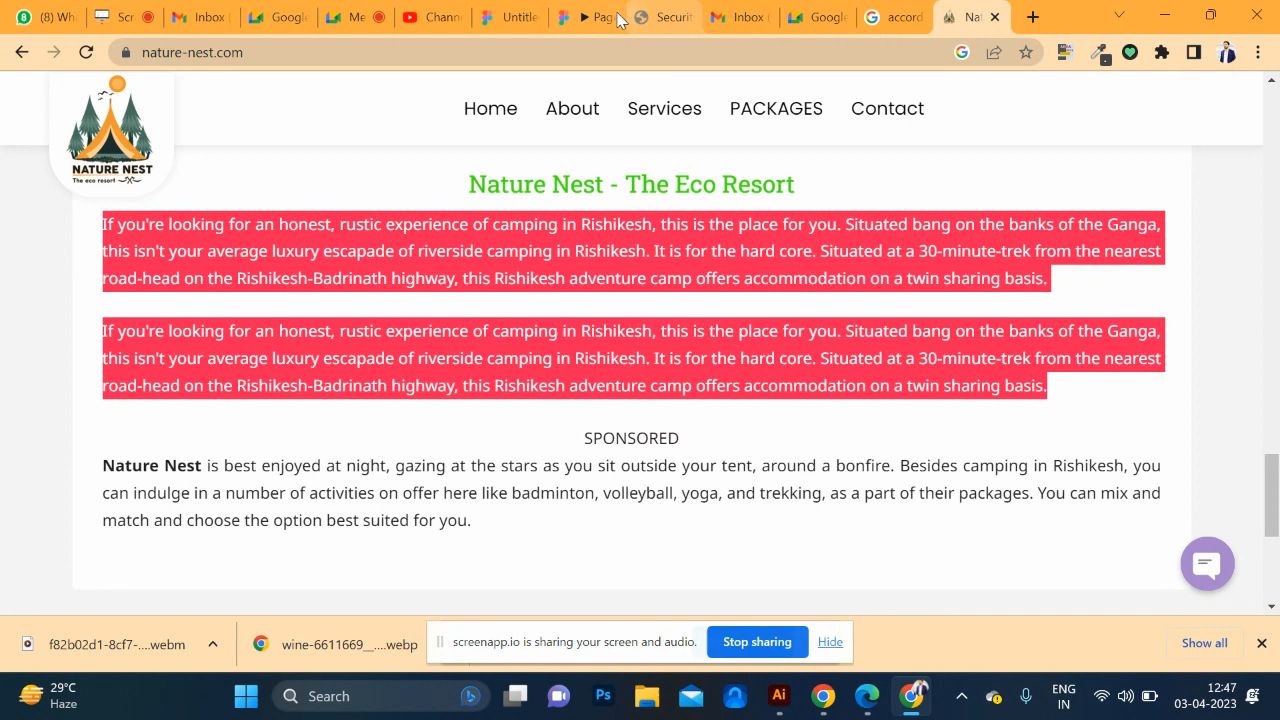 (8) Wh
Scr
Inbox (
Google
Me
Chann
Untitle
Pag
Securit
Inbox (
Google
accord
Nat
nature-nest.com
NATURE NEST
The eco resort
Home About Services PACKAGES Contact
Nature Nest - The Eco Resort
If you're looking for an honest, rustic experience of camping in Rishikesh, this is the place for you. Situated bang on the banks of the Ganga,
this isn't your average luxury escapade of riverside camping in Rishikesh. It is for the hard core. Situated at a 30-minute-trek from the nearest
road-head on the Rishikesh-Badrinath highway, this Rishikesh adventure camp offers accommodation on a twin sharing basis.
If you're looking for an honest, rustic experience of camping in Rishikesh, this is the place for you. Situated bang on the banks of the Ganga,
this isn't your average luxury escapade of riverside camping in Rishikesh. It is for the hard core. Situated at a 30-minute-trek from the nearest
road-head on the Rishikesh-Badrinath highway, this Rishikesh adventure camp offers accommodation on a twin sharing basis.
SPONSORED
Nature Nest is best enjoyed at night, gazing at the stars as you sit outside your tent, around a bonfire. Besides camping in Rishikesh, you
can indulge in a number of activities on offer here like badminton, volleyball, yoga, and trekking, as a part of their packages. You can mix and
match and choose the option best suited for you.
f82b02d1-8cf7-....webm
wine-6611669__....webp
screenapp.io is sharing your screen and audio.
Stop sharing
Hide
Show all
29°C
Haze
Search
Ps
Ai
ENG
IN
12:47
03-04-2023